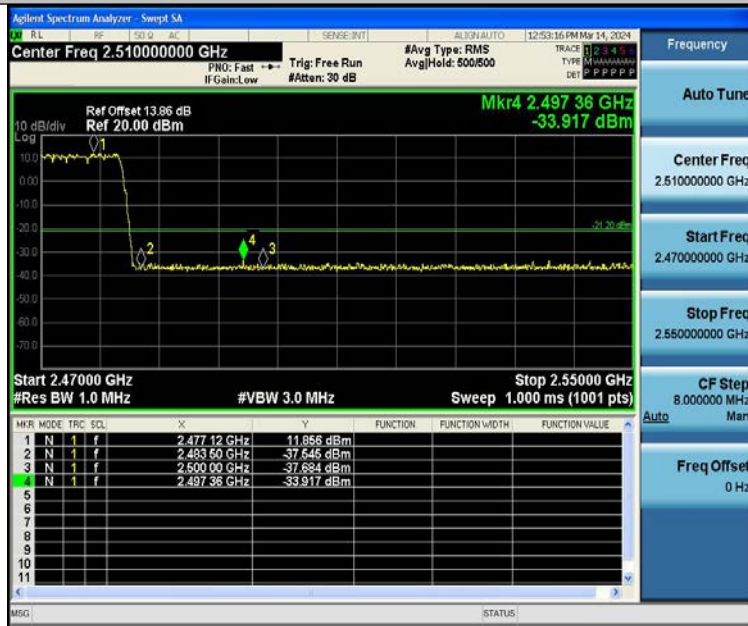 Agilent Spectrum Analyzer - Swept SA
RL RF 50 Ω AC SENSE:INT ALIGN AUTO 12:53:16 PM Mar 14, 2024
Center Freq 2.510000000 GHz
PNO: Fast
IFGain:Low
Trig: Free Run
#Atten: 30 dB
#Avg Type: RMS
Avg|Hold: 500/500
TRACE 1 2 3 4 5 6
TYPE M
DET P P P P P P
Ref Offset 13.86 dB
Ref 20.00 dBm
10 dB/div
Log
Mkr4 2.497 36 GHz
-33.917 dBm
10.0
0.00
-10.0
-20.0
-30.0
-40.0
-50.0
-60.0
-70.0
1
2
4
3
-21.20 dBm
Start 2.47000 GHz
#Res BW 1.0 MHz
#VBW 3.0 MHz
Stop 2.55000 GHz
Sweep 1.000 ms (1001 pts)
MKR MODE TRC SCL X Y FUNCTION FUNCTION WIDTH FUNCTION VALUE
1 N 1 f 2.477 12 GHz 11.856 dBm
2 N 1 f 2.483 50 GHz -37.545 dBm
3 N 1 f 2.500 00 GHz -37.684 dBm
4 N 1 f 2.497 36 GHz -33.917 dBm
5
6
7
8
9
10
11
MSG STATUS
Frequency
Auto Tune
Center Freq
2.510000000 GHz
Start Freq
2.470000000 GHz
Stop Freq
2.550000000 GHz
CF Step
8.000000 MHz
Auto Man
Freq Offset
0 Hz